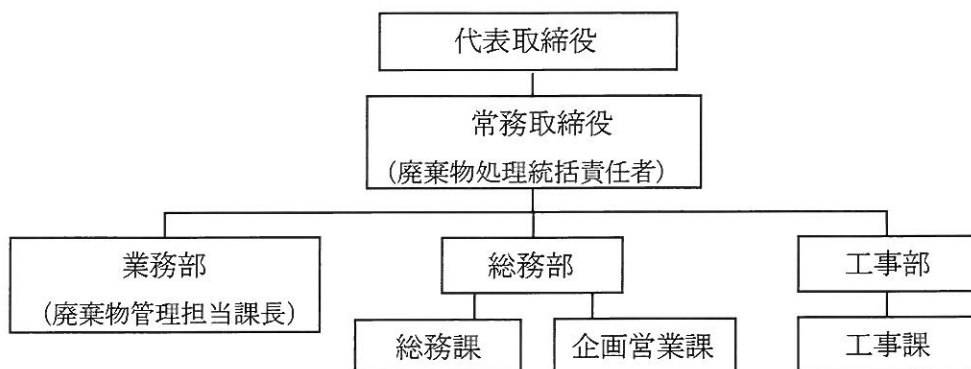 代表取締役
常務取締役
(廃棄物処理統括責任者)
業務部
(廃棄物管理担当課長)
総務部
工事部
総務課
企画営業課
工事課